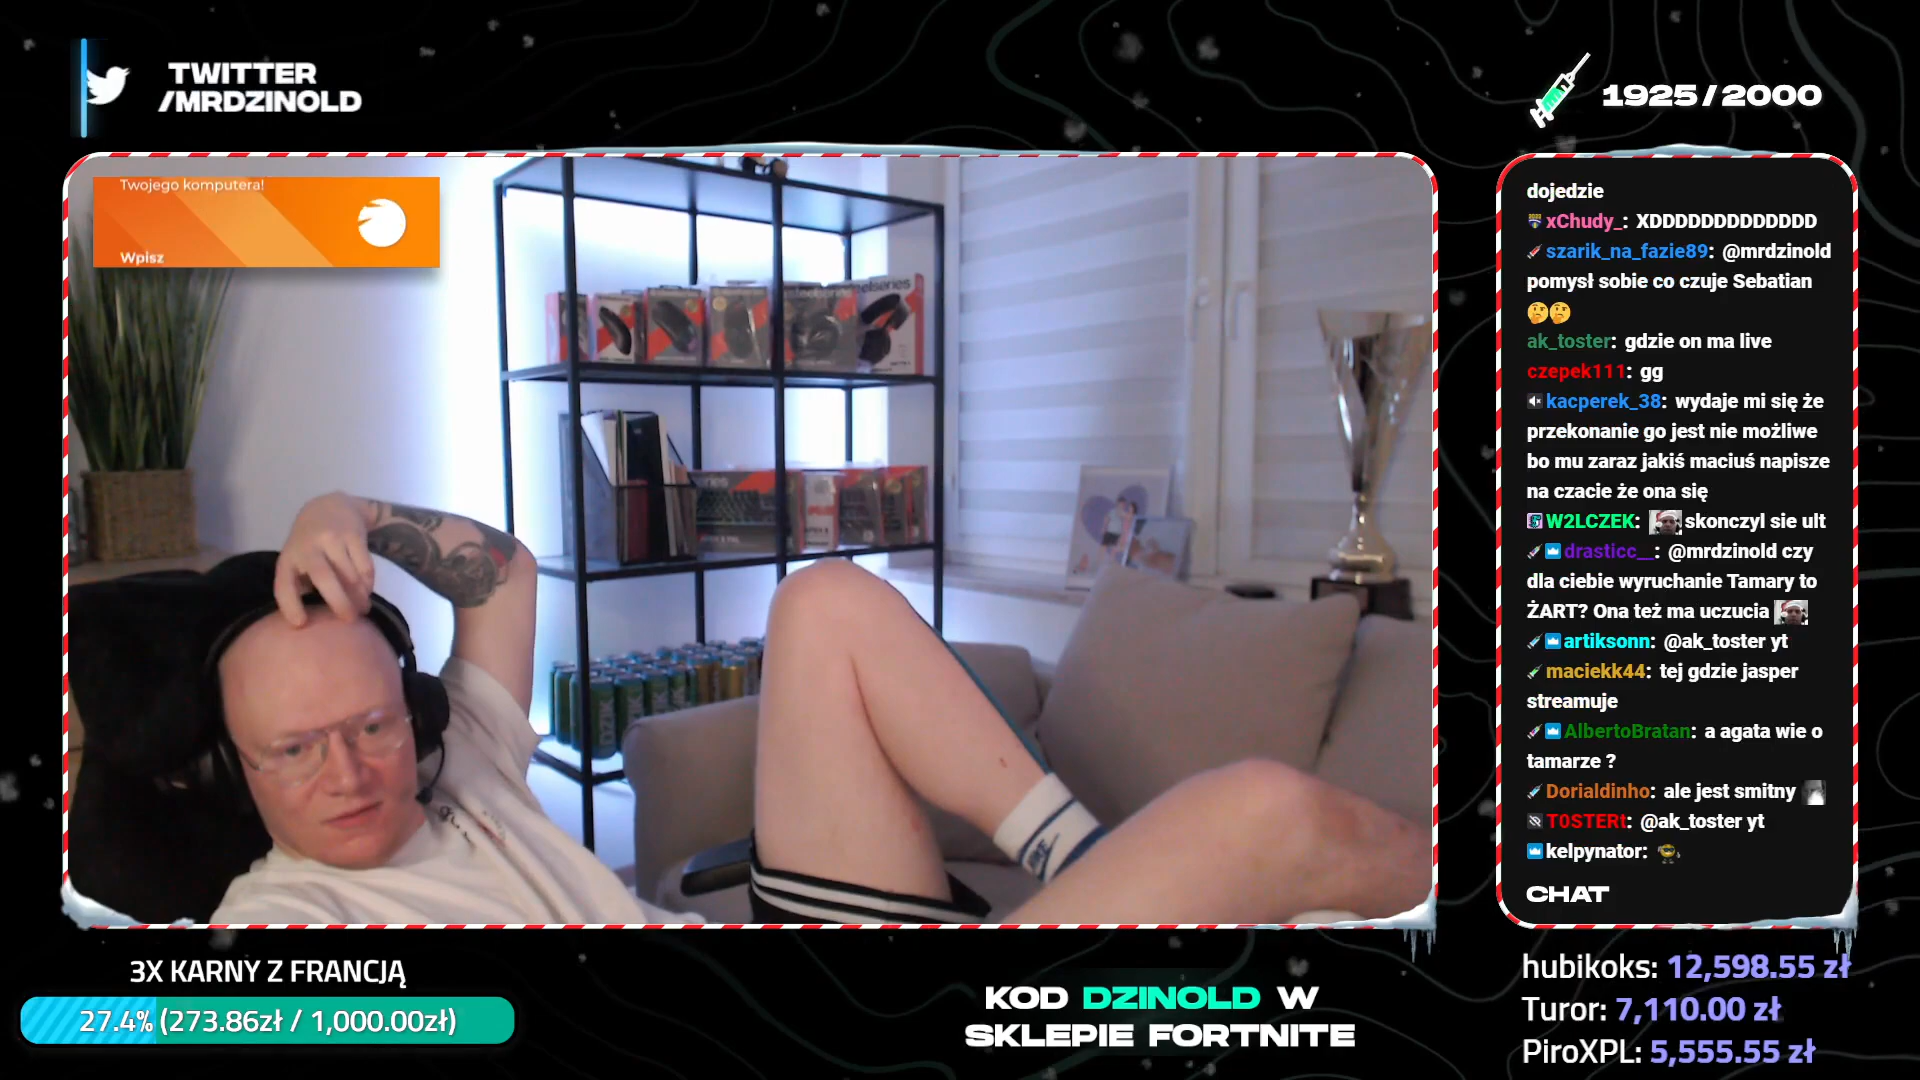 TWITTER
/MRDZINOLD
1925/2000
Twojego komputera!
Wpisz
dojedzie
xChudy_: XDDDDDDDDDDDDD
szarik_na_fazie89: @mrdzinold
pomysł sobie co czuje Sebatian
🤔🤔
ak_toster: gdzie on ma live
czepek111: gg
kacperek_38: wydaje mi się że
przekonanie go jest nie możliwe
bo mu zaraz jakiś maciuś napisze
na czacie że ona się
W2LCZEK: skonczyl sie ult
drasticc__: @mrdzinold czy
dla ciebie wyruchanie Tamary to
ŻART? Ona też ma uczucia
artiksonn: @ak_toster yt
maciekk44: tej gdzie jasper
streamuje
AlbertoBratan: a agata wie o
tamarze ?
Dorialdinho: ale jest smitny
T0STERt: @ak_toster yt
kelpynator:
CHAT
3X KARNY Z FRANCJĄ
27.4% (273.86zł / 1,000.00zł)
KOD DZINOLD W
SKLEPIE FORTNITE
hubikoks: 12,598.55 zł
Turor: 7,110.00 zł
PiroXPL: 5,555.55 zł